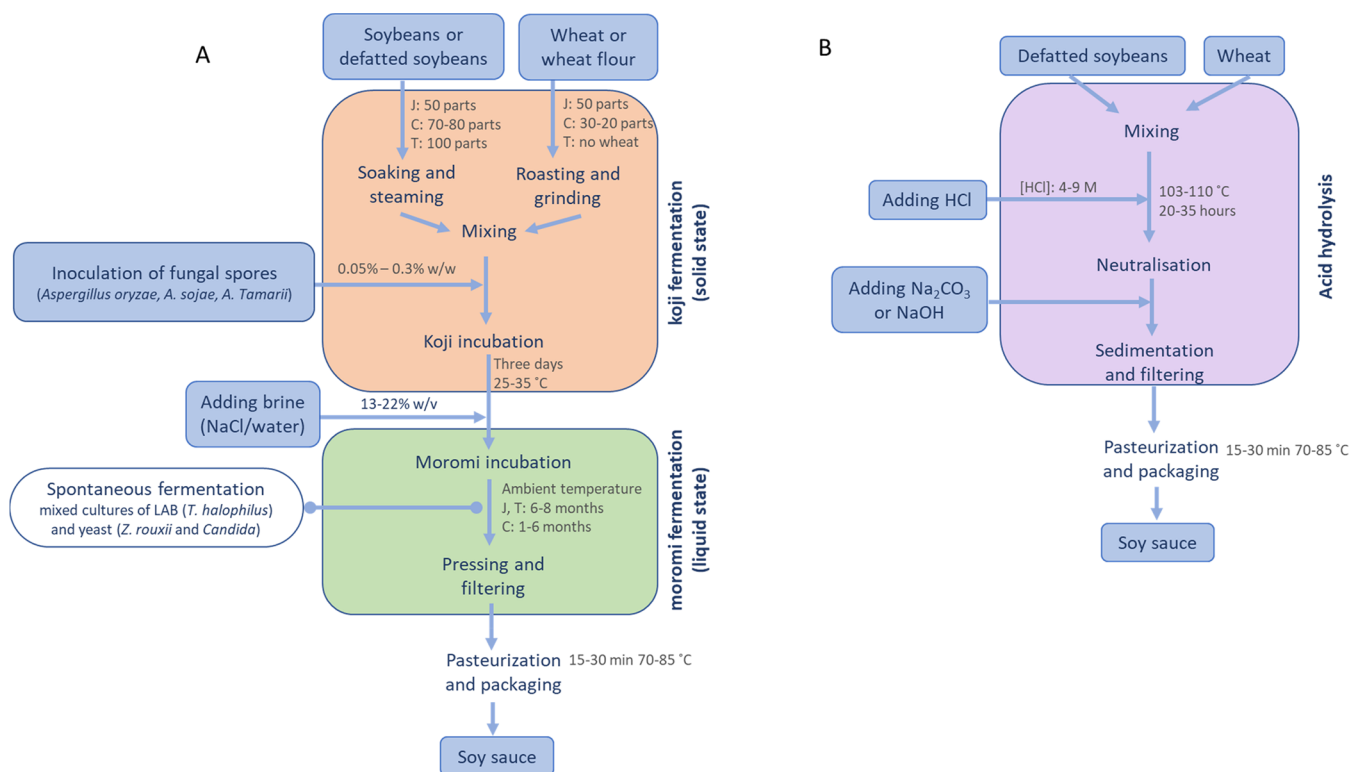 A
Soybeans or
defatted soybeans
Wheat or
wheat flour
J: 50 parts
C: 70-80 parts
T: 100 parts
J: 50 parts
C: 30-20 parts
T: no wheat
Soaking and
steaming
Roasting and
grinding
Mixing
Inoculation of fungal spores
(Aspergillus oryzae, A. sojae, A. Tamarii)
0.05% – 0.3% w/w
Koji incubation
Three days
25-35 ˚C
koji fermentation
(solid state)
Adding brine
(NaCl/water)
13-22% w/v
Moromi incubation
Spontaneous fermentation
mixed cultures of LAB (T. halophilus)
and yeast (Z. rouxii and Candida)
Ambient temperature
J, T: 6-8 months
C: 1-6 months
Pressing and
filtering
moromi fermentation
(liquid state)
Pasteurization
and packaging
15-30 min 70-85 ˚C
Soy sauce
B
Defatted soybeans
Wheat
Mixing
Adding HCl
[HCl]: 4-9 M
103-110 ˚C
20-35 hours
Neutralisation
Adding Na₂CO₃
or NaOH
Sedimentation
and filtering
Acid hydrolysis
Pasteurization
and packaging
15-30 min 70-85 ˚C
Soy sauce